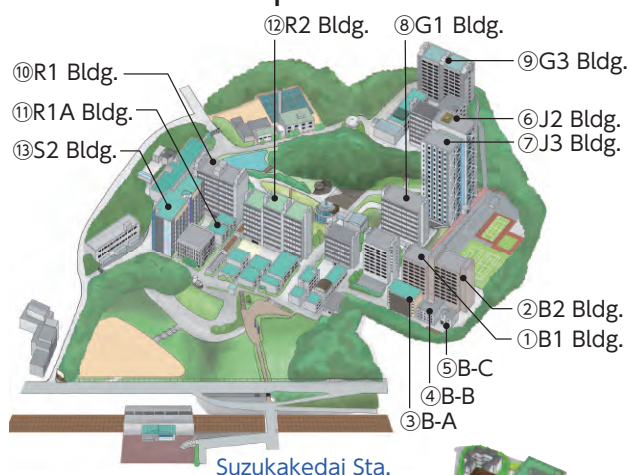 ⑫R2 Bldg.
⑧G1 Bldg.
⑨G3 Bldg.
⑩R1 Bldg.
⑪R1A Bldg.
⑥J2 Bldg.
⑬S2 Bldg.
⑦J3 Bldg.
②B2 Bldg.
①B1 Bldg.
⑤B-C
④B-B
③B-A
Suzukakedai Sta.